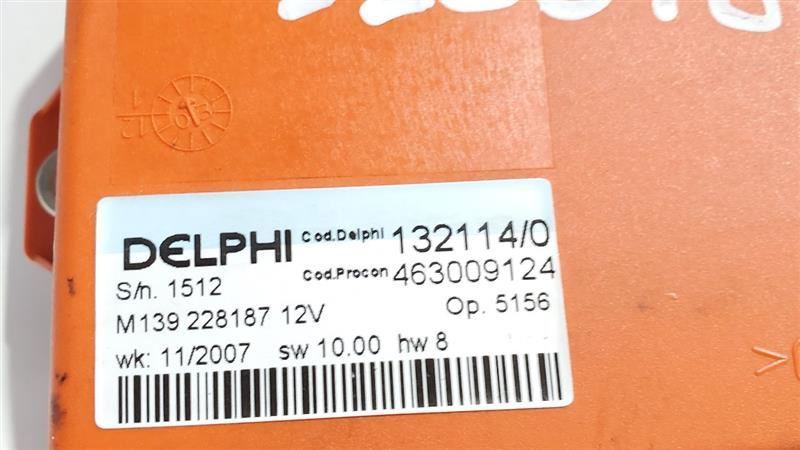 DELPHI Cod.Delphi 132114/0
Cod.Procon 463009124
S/n. 1512
M139 228187 12V Op. 5156
wk: 11/2007 sw 10.00 hw 8